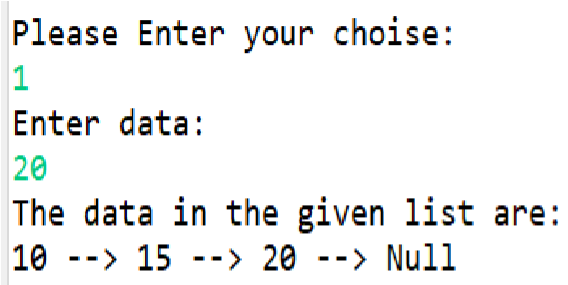 Please Enter your choise:
1
Enter data:
20
The data in the given list are:
10 --> 15 --> 20 --> Null